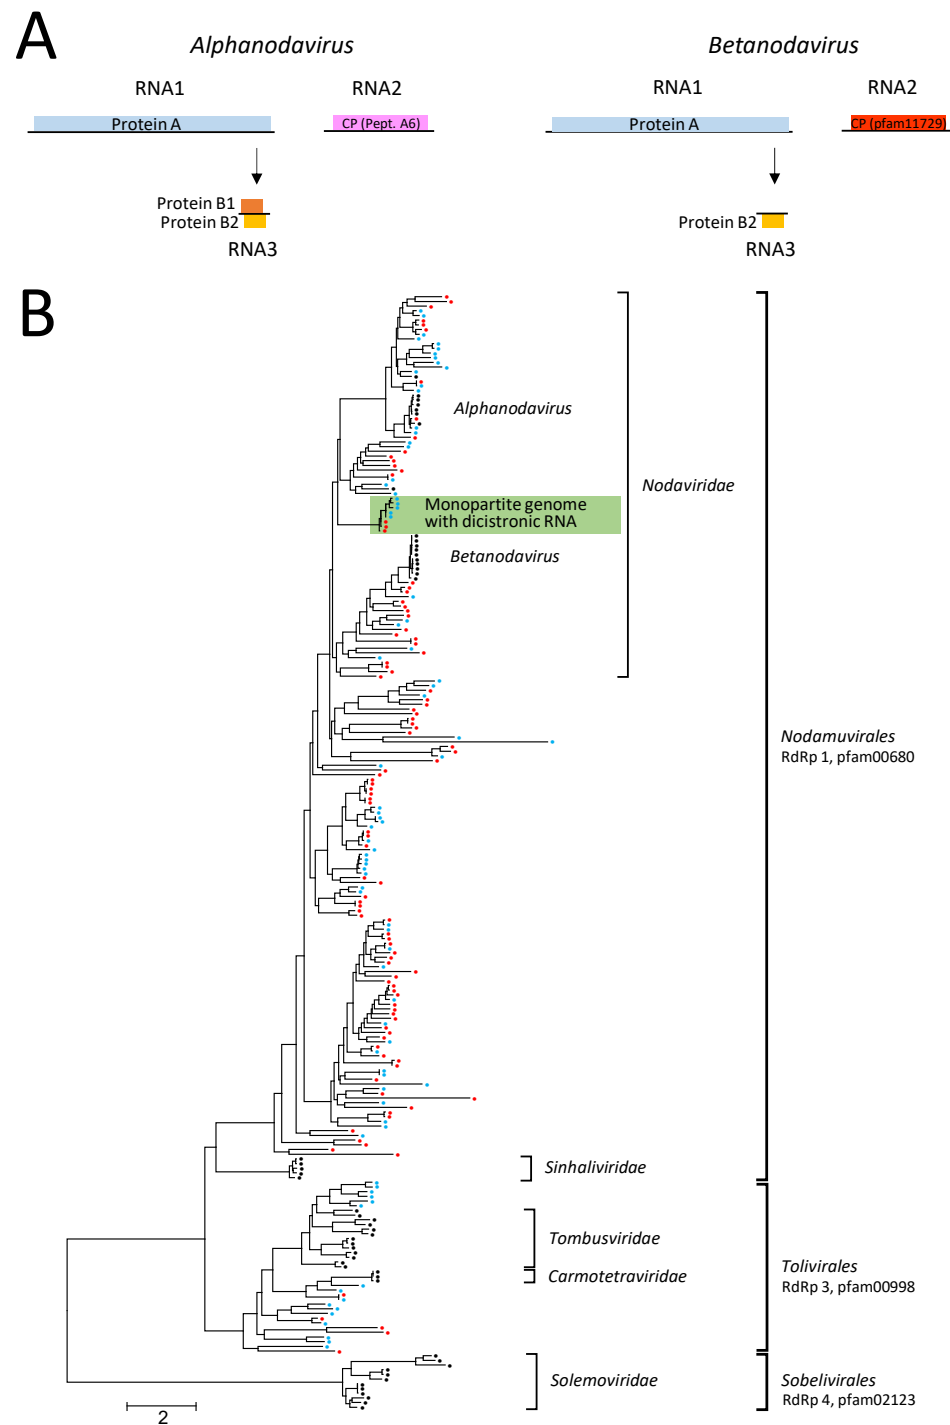 A
Alphanodavirus
Betanodavirus
RNA1
RNA2
RNA1
RNA2
Protein A
CP (Pept. A6)
Protein A
CP (pfam11729)
Protein B1
Protein B2
RNA3
Protein B2
RNA3
B
Alphanodavirus
Nodaviridae
Monopartite genome
with dicistronic RNA
Betanodavirus
Nodamuvirales
RdRp 1, pfam00680
Sinhaliviridae
Tombusviridae
Carmotetraviridae
Tolivirales
RdRp 3, pfam00998
Solemoviridae
Sobelivirales
RdRp 4, pfam02123
2